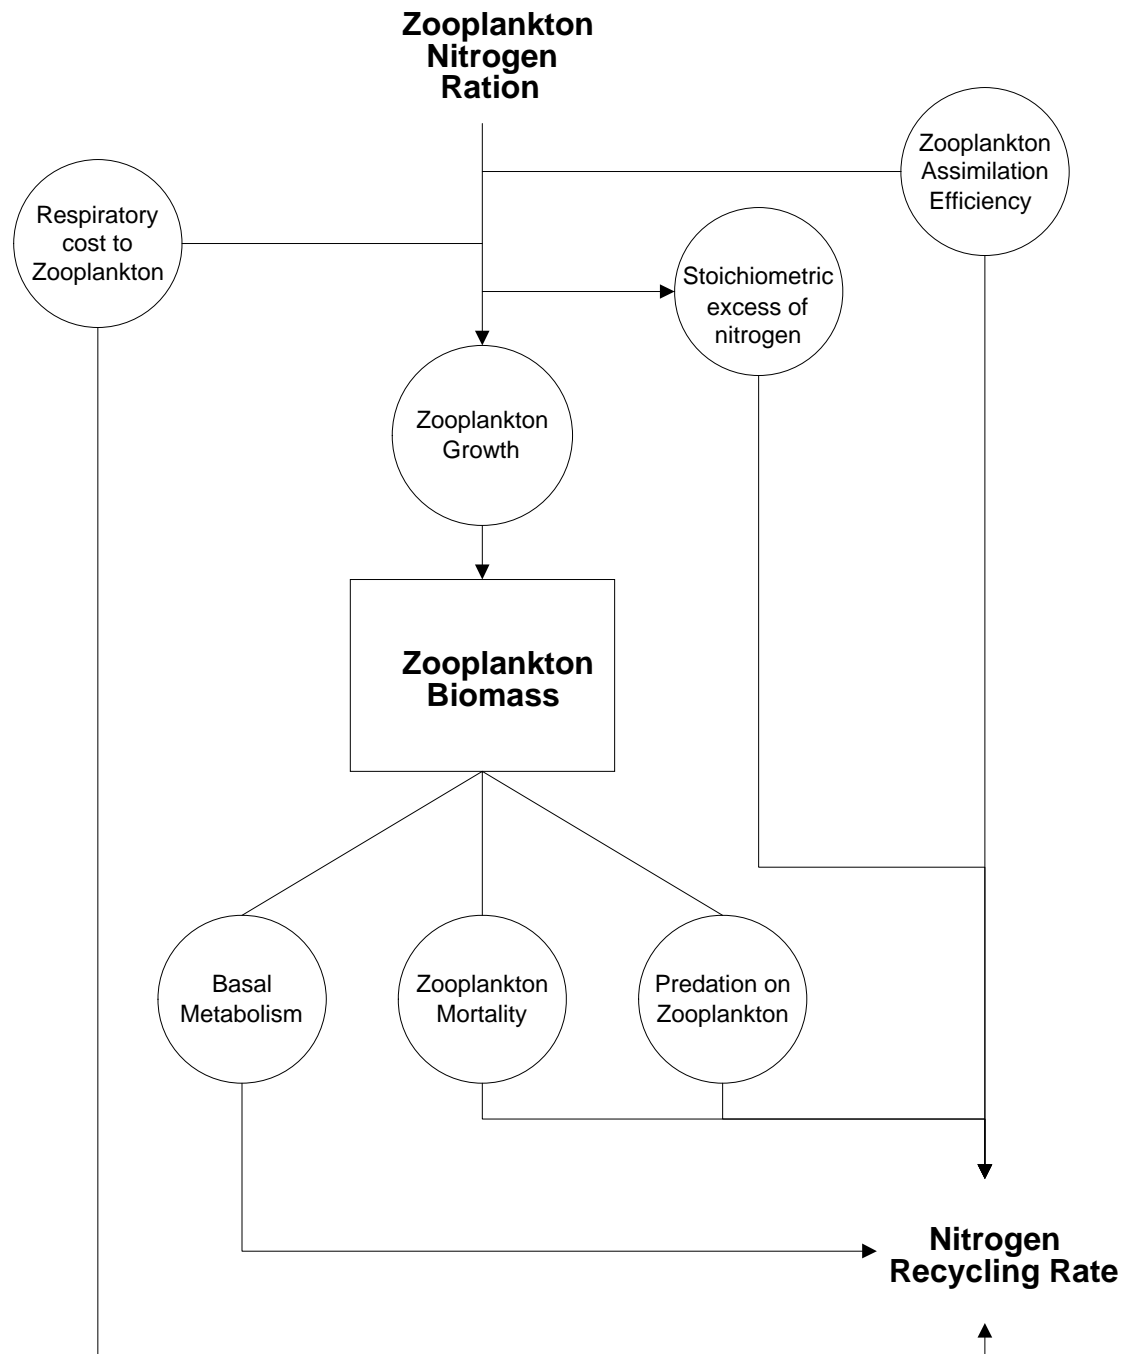 Zooplankton
Nitrogen
Ration
Zooplankton
Assimilation
Efficiency
Respiratory
cost to
Zooplankton
Stoichiometric
excess of
nitrogen
Zooplankton
Growth
Zooplankton
Biomass
Basal
Metabolism
Zooplankton
Mortality
Predation on
Zooplankton
Nitrogen
Recycling Rate